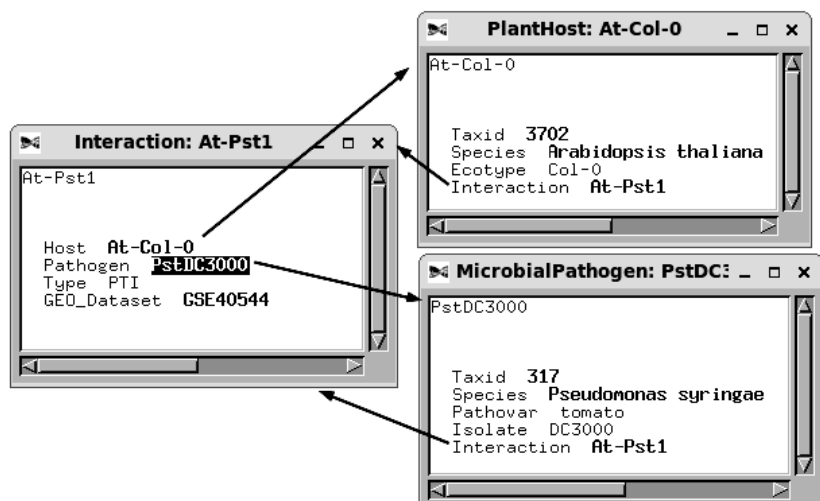 PlantHost: At-Col-0
At-Col-0
Taxid 3702
Species Arabidopsis thaliana
Ecotype Col-0
Interaction At-Pst1
Interaction: At-Pst1
At-Pst1
Host At-Col-0
Pathogen PstDC3000
Type PTI
GEO_Dataset GSE40544
MicrobialPathogen: PstDC3
PstDC3000
Taxid 317
Species Pseudomonas syringae
Pathovar tomato
Isolate DC3000
Interaction At-Pst1